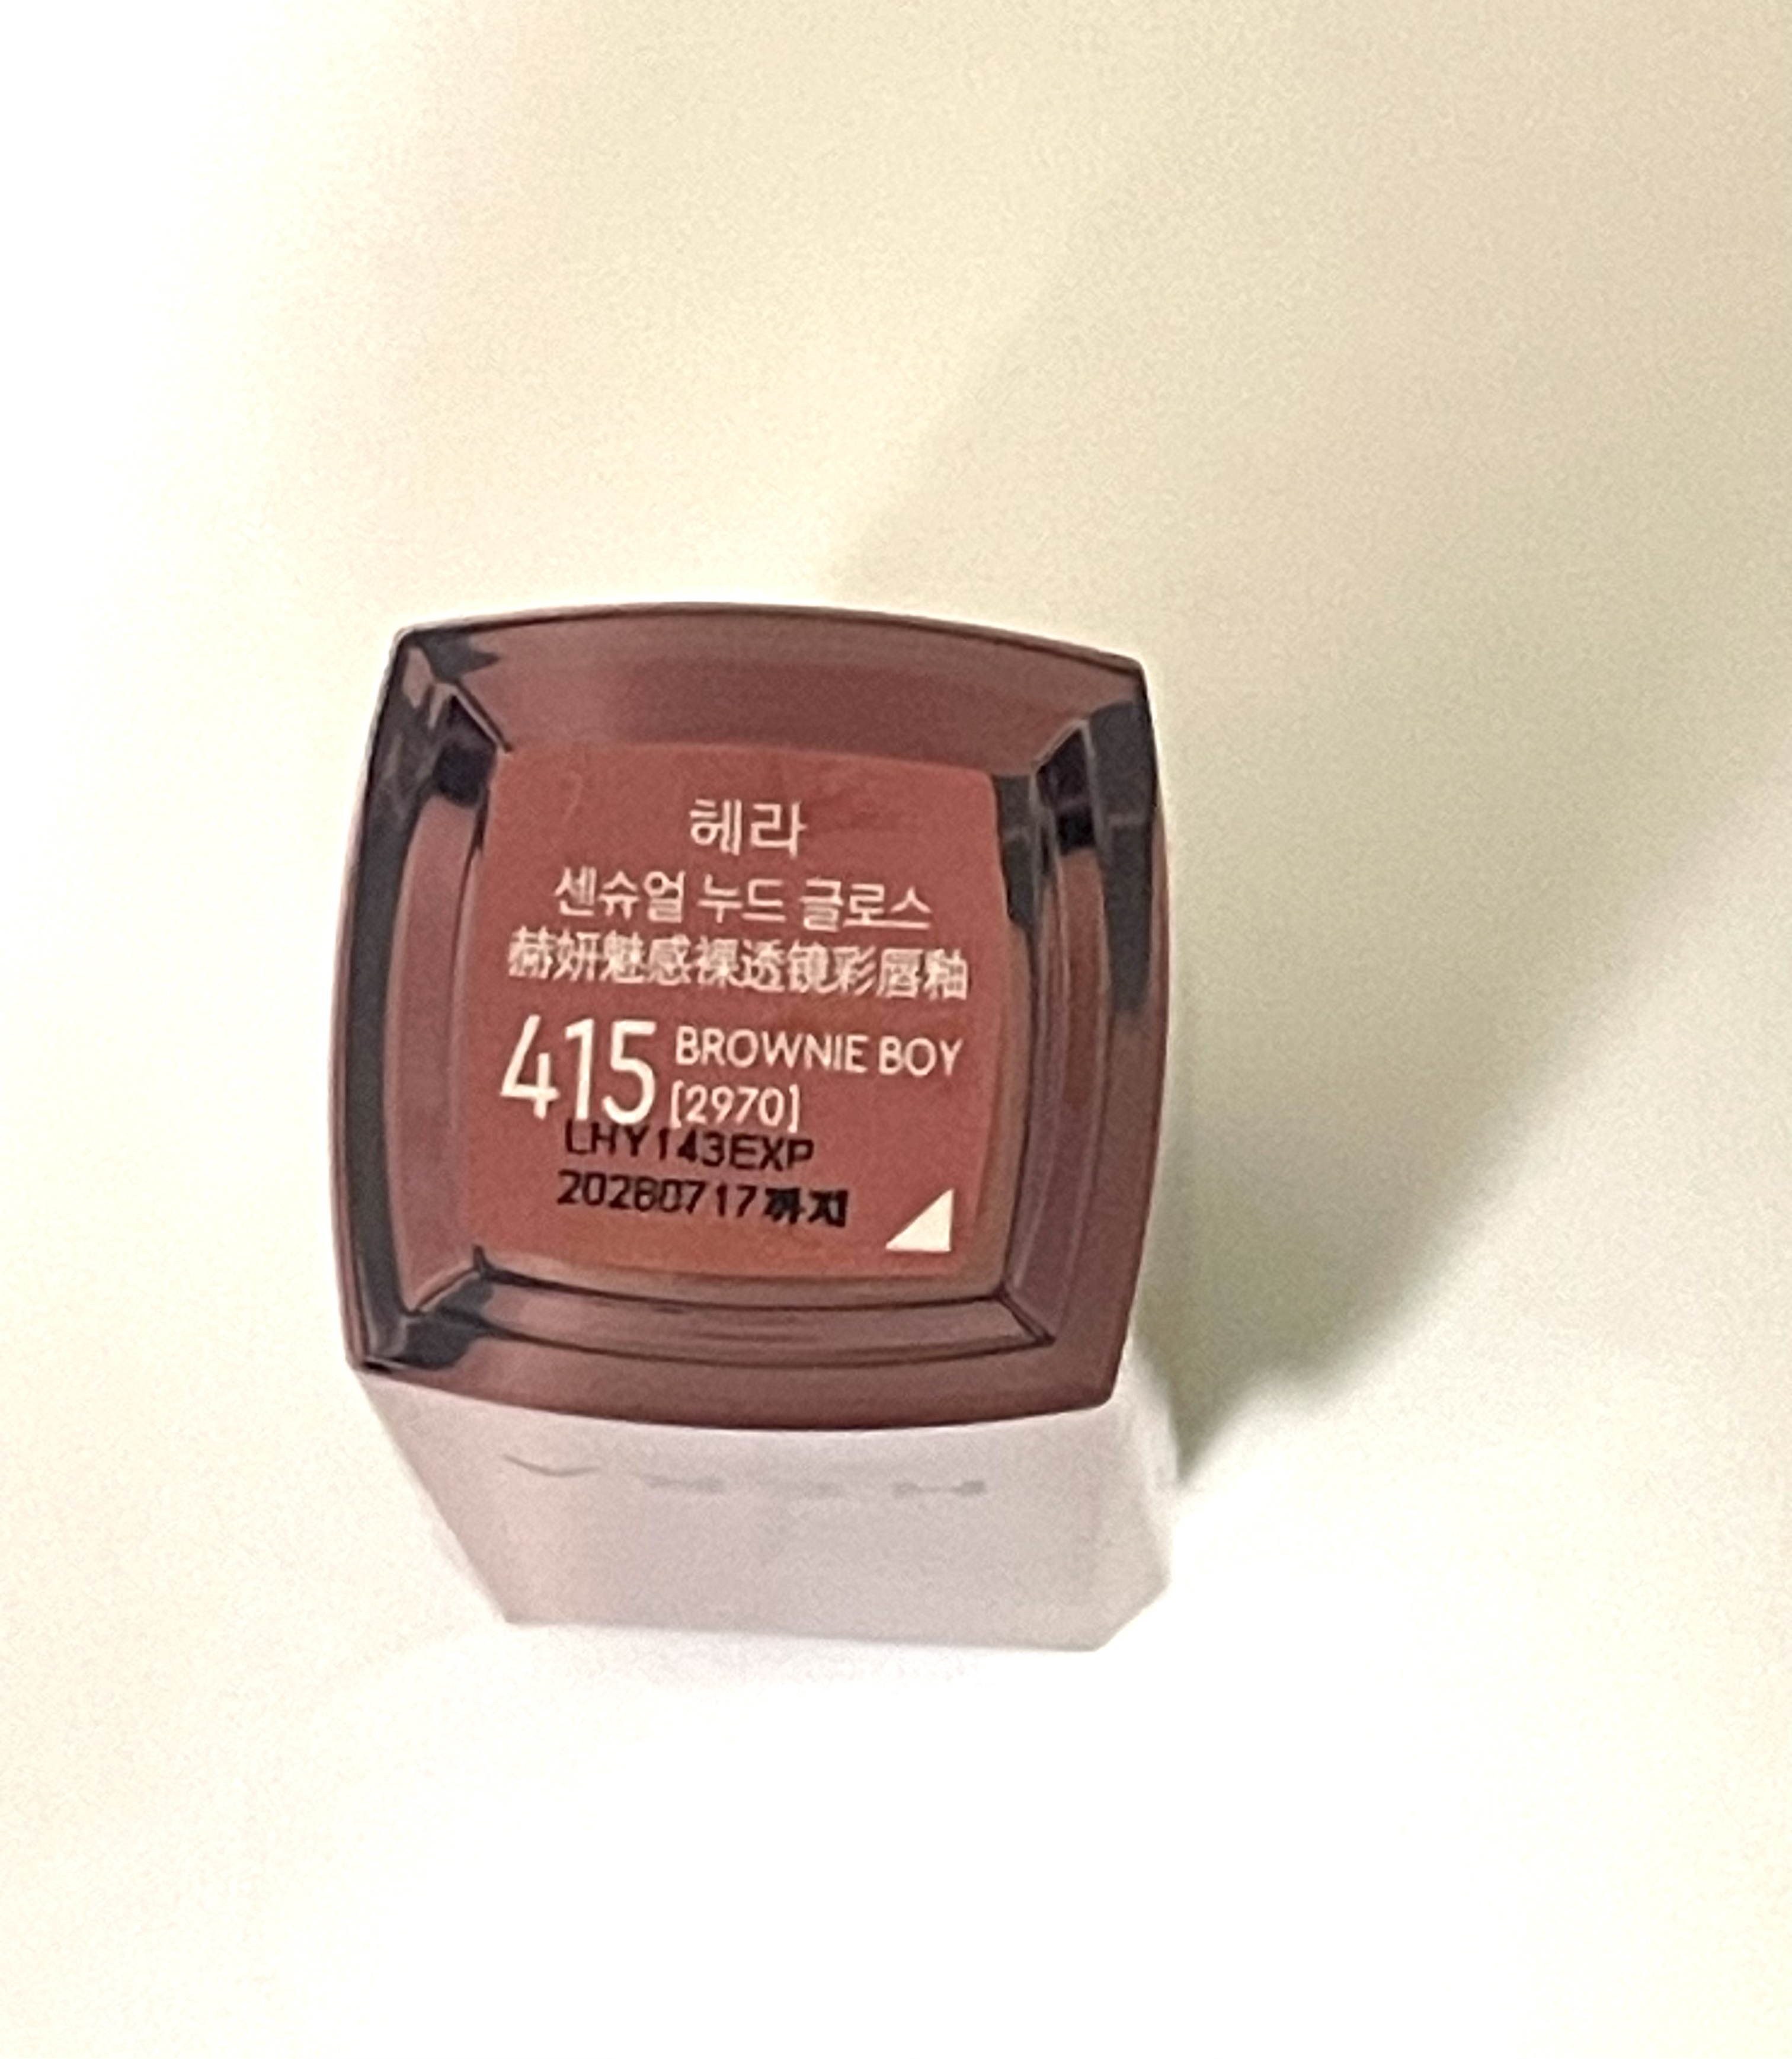 헤라
센슈얼 누드 글로스
赫妍魅感裸透镜彩唇釉
415 BROWNIE BOY
[2970]
LHY143EXP
20280717까지